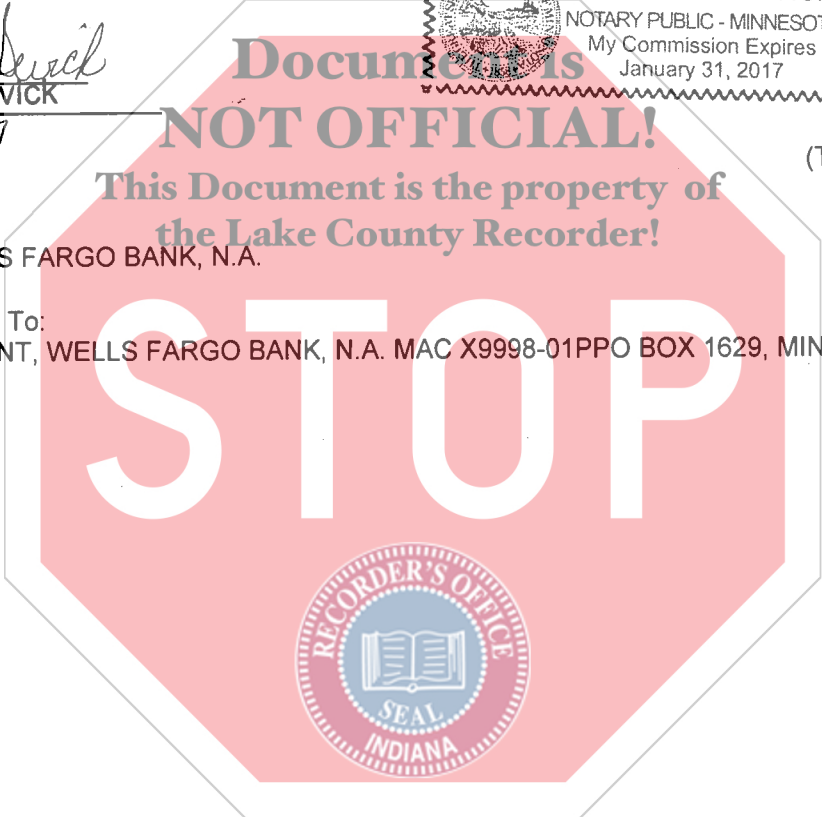 NOTARY PUBLIC - MINNESOT
My Commission Expires
January 31, 2017
VICK
Document is
NOT OFFICIAL!
(T
This Document is the property of
the Lake County Recorder!
S FARGO BANK, N.A.
To:
NT, WELLS FARGO BANK, N.A. MAC X9998-01PPO BOX 1629, MIN
STOP
RECORDER'S OFFICE
SEAL
INDIANA